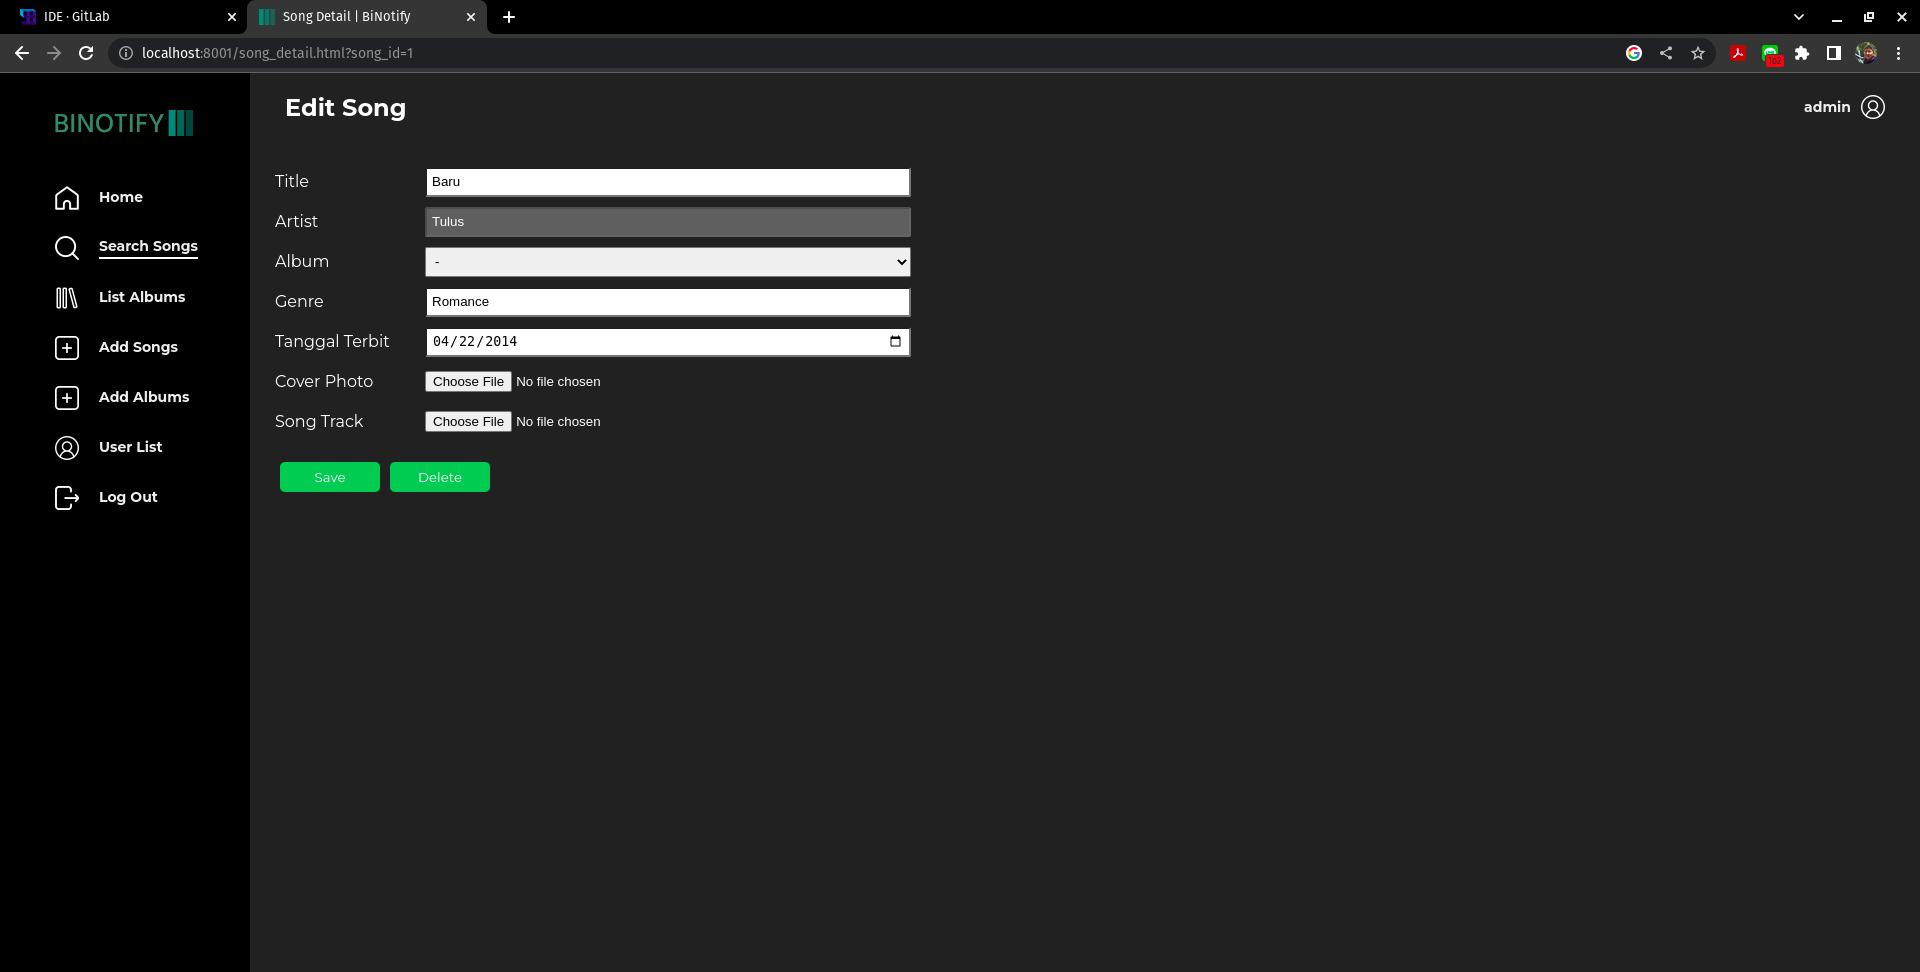 IDE · GitLab
Song Detail | BiNotify
localhost:8001/song_detail.html?song_id=1
102
BINOTIFY
Edit Song
admin
Home
Search Songs
List Albums
Add Songs
Add Albums
User List
Log Out
Title Baru
Artist Tulus
Album -
Genre Romance
Tanggal Terbit 04/22/2014
Cover Photo Choose File No file chosen
Song Track Choose File No file chosen
Save Delete